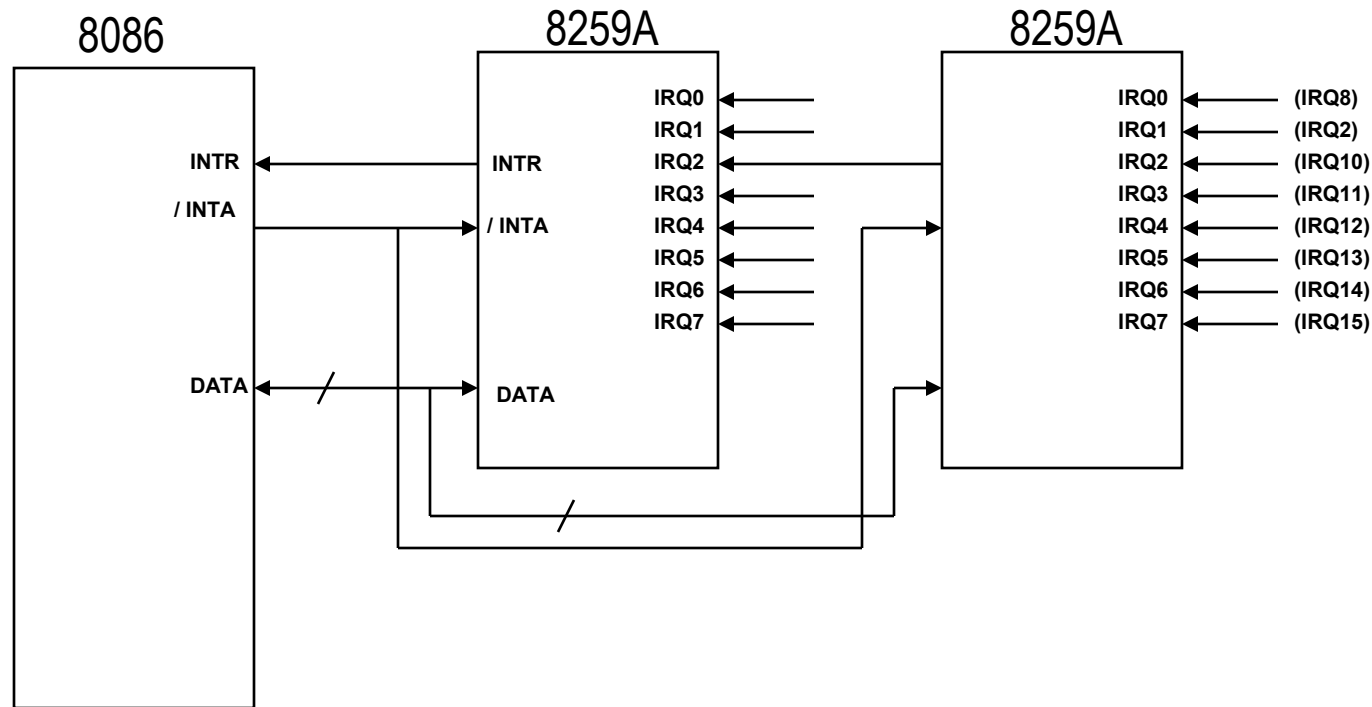 8086
INTR
/ INTA
DATA
8259A
INTR
/ INTA
DATA
IRQ0
IRQ1
IRQ2
IRQ3
IRQ4
IRQ5
IRQ6
IRQ7
8259A
IRQ0 (IRQ8)
IRQ1 (IRQ2)
IRQ2 (IRQ10)
IRQ3 (IRQ11)
IRQ4 (IRQ12)
IRQ5 (IRQ13)
IRQ6 (IRQ14)
IRQ7 (IRQ15)